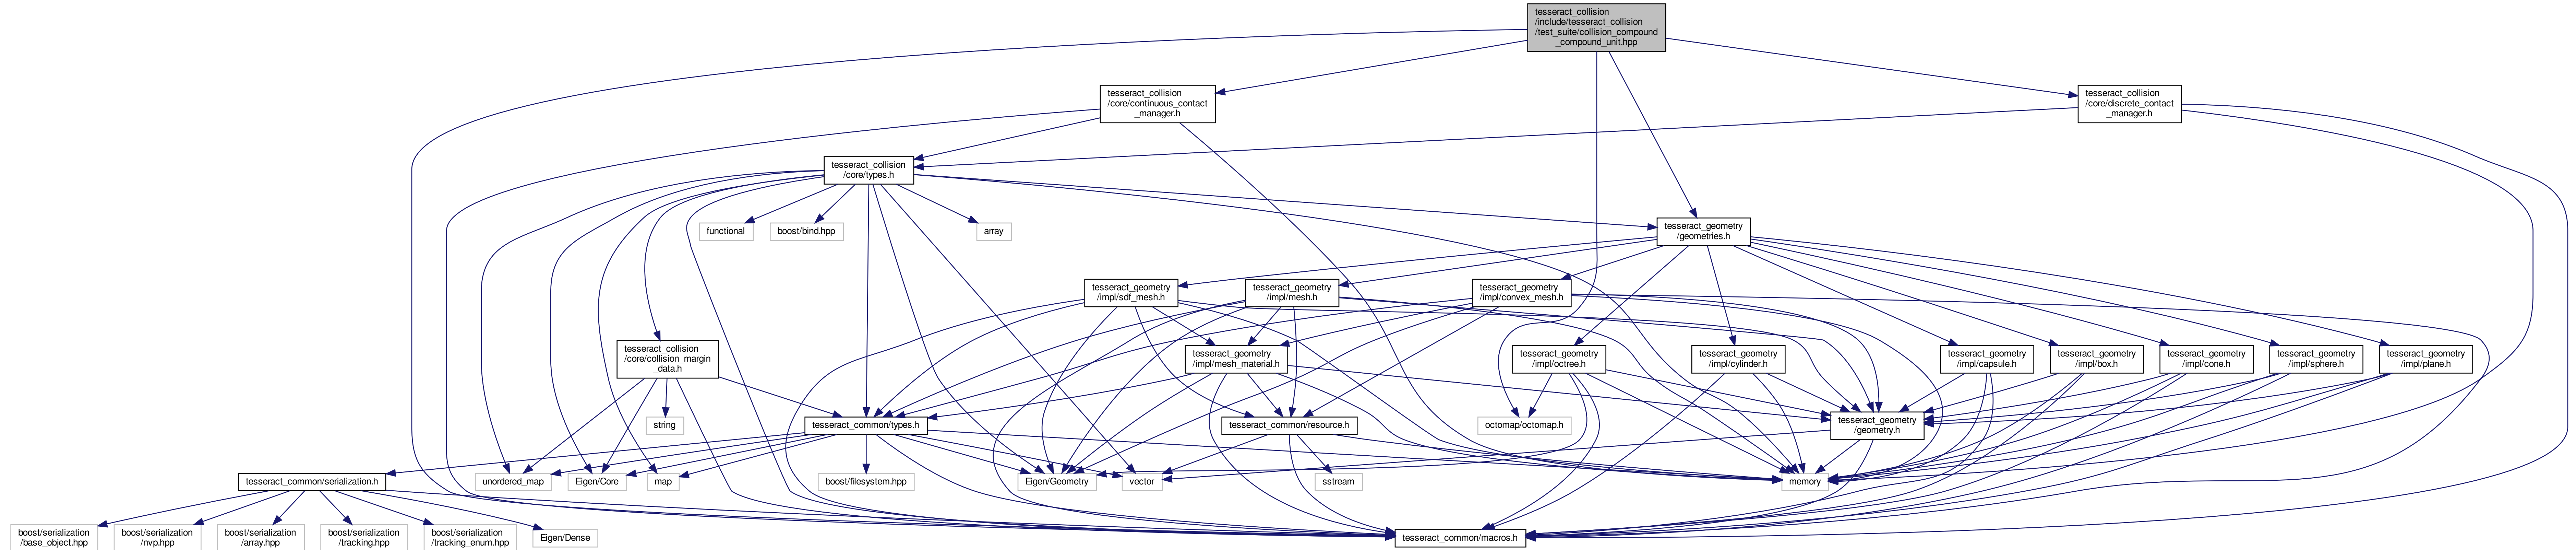 tesseract_collision
/include/tesseract_collision
/test_suite/collision_compound
_compound_unit.hpp
tesseract_collision
/core/continuous_contact
_manager.h
tesseract_collision
/core/discrete_contact
_manager.h
tesseract_collision
/core/types.h
functional
boost/bind.hpp
array
tesseract_geometry
/geometries.h
tesseract_geometry
/impl/sdf_mesh.h
tesseract_geometry
/impl/mesh.h
tesseract_geometry
/impl/convex_mesh.h
tesseract_collision
/core/collision_margin
_data.h
tesseract_geometry
/impl/mesh_material.h
tesseract_geometry
/impl/octree.h
tesseract_geometry
/impl/cylinder.h
tesseract_geometry
/impl/capsule.h
tesseract_geometry
/impl/box.h
tesseract_geometry
/impl/cone.h
tesseract_geometry
/impl/sphere.h
tesseract_geometry
/impl/plane.h
string
tesseract_common/types.h
tesseract_common/resource.h
octomap/octomap.h
tesseract_geometry
/geometry.h
tesseract_common/serialization.h
unordered_map
Eigen/Core
map
boost/filesystem.hpp
Eigen/Geometry
vector
sstream
memory
boost/serialization
/base_object.hpp
boost/serialization
/nvp.hpp
boost/serialization
/array.hpp
boost/serialization
/tracking.hpp
boost/serialization
/tracking_enum.hpp
Eigen/Dense
tesseract_common/macros.h